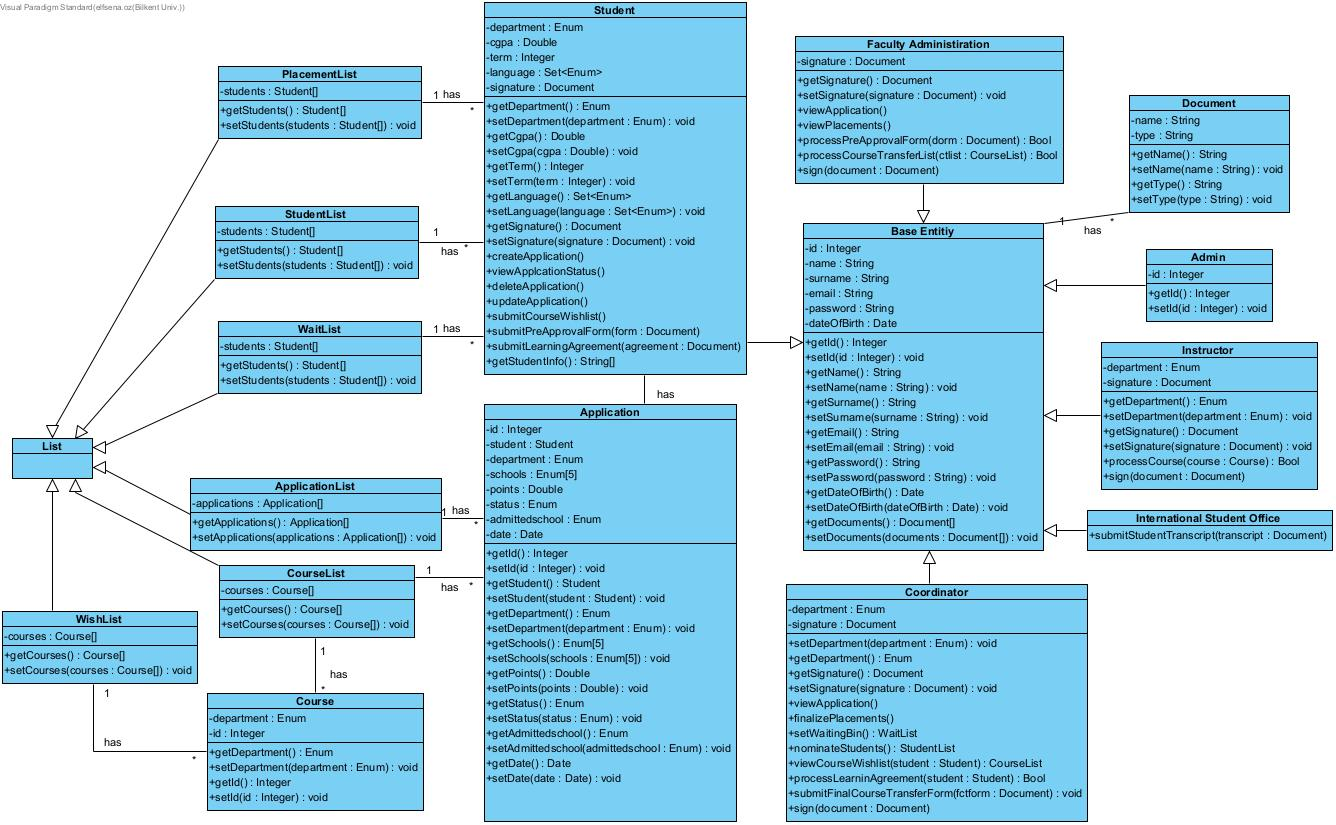 Visual Paradigm Standard(elfsena.oz(Bilkent Univ.))
Student
-department : Enum
-cgpa : Double
-term : Integer
-language : Set<Enum>
-signature : Document
+getDepartment() : Enum
+setDepartment(department : Enum) : void
+getCgpa() : Double
+setCgpa(cgpa : Double) : void
+getTerm() : Integer
+setTerm(term : Integer) : void
+getLanguage() : Set<Enum>
+setLanguage(language : Set<Enum>) : void
+getSignature() : Document
+setSignature(signature : Document) : void
+createApplication()
+viewApplcationStatus()
+deleteApplication()
+updateApplication()
+submitCourseWishlist()
+submitPreApprovalForm(form : Document)
+submitLearningAgreement(agreement : Document)
+getStudentInfo() : String[]
PlacementList
-students : Student[]
+getStudents() : Student[]
+setStudents(students : Student[]) : void
1 has
*
StudentList
-students : Student[]
+getStudents() : Student[]
+setStudents(students : Student[]) : void
1
has *
WaitList
-students : Student[]
+getStudents() : Student[]
+setStudents(students : Student[]) : void
1 has
*
has
List
Application
-id : Integer
-student : Student
-department : Enum
-schools : Enum[5]
-points : Double
-status : Enum
-admittedschool : Enum
-date : Date
+getId() : Integer
+setId(id : Integer) : void
+getStudent() : Student
+setStudent(student : Student) : void
+getDepartment() : Enum
+setDepartment(department : Enum) : void
+getSchools() : Enum[5]
+setSchools(schools : Enum[5]) : void
+getPoints() : Double
+setPoints(points : Double) : void
+getStatus() : Enum
+setStatus(status : Enum) : void
+getAdmittedschool() : Enum
+setAdmittedschool(admittedschool : Enum) : void
+getDate() : Date
+setDate(date : Date) : void
ApplicationList
-applications : Application[]
+getApplications() : Application[]
+setApplications(applications : Application[]) : void
1 has
*
CourseList
-courses : Course[]
+getCourses() : Course[]
+setCourses(courses : Course[]) : void
1
has *
1
has
*
WishList
-courses : Course[]
+getCourses() : Course[]
+setCourses(courses : Course[]) : void
1
has
*
Course
-department : Enum
-id : Integer
+getDepartment() : Enum
+setDepartment(department : Enum) : void
+getId() : Integer
+setId(id : Integer) : void
Faculty Administiration
-signature : Document
+getSignature() : Document
+setSignature(signature : Document) : void
+viewApplication()
+viewPlacements()
+processPreApprovalForm(dorm : Document) : Bool
+processCourseTransferList(ctlist : CourseList) : Bool
+sign(document : Document)
Document
-name : String
-type : String
+getName() : String
+setName(name : String) : void
+getType() : String
+setType(type : String) : void
1 *
has
Base Entitiy
-id : Integer
-name : String
-surname : String
-email : String
-password : String
-dateOfBirth : Date
+getId() : Integer
+setId(id : Integer) : void
+getName() : String
+setName(name : String) : void
+getSurname() : String
+setSurname(surname : String) : void
+getEmail() : String
+setEmail(email : String) : void
+getPassword() : String
+setPassword(password : String) : void
+getDateOfBirth() : Date
+setDateOfBirth(dateOfBirth : Date) : void
+getDocuments() : Document[]
+setDocuments(documents : Document[]) : void
Admin
-id : Integer
+getId() : Integer
+setId(id : Integer) : void
Instructor
-department : Enum
-signature : Document
+getDepartment() : Enum
+setDepartment(department : Enum) : void
+getSignature() : Document
+setSignature(signature : Document) : void
+processCourse(course : Course) : Bool
+sign(document : Document)
International Student Office
+submitStudentTranscript(transcript : Document)
Coordinator
-department : Enum
-signature : Document
+setDepartment(department : Enum) : void
+getDepartment() : Enum
+getSignature() : Document
+setSignature(signature : Document) : void
+viewApplication()
+finalizePlacements()
+setWaitingBin() : WaitList
+nominateStudents() : StudentList
+viewCourseWishlist(student : Student) : CourseList
+processLearninAgreement(student : Student) : Bool
+submitFinalCourseTransferForm(fctform : Document) : void
+sign(document : Document)